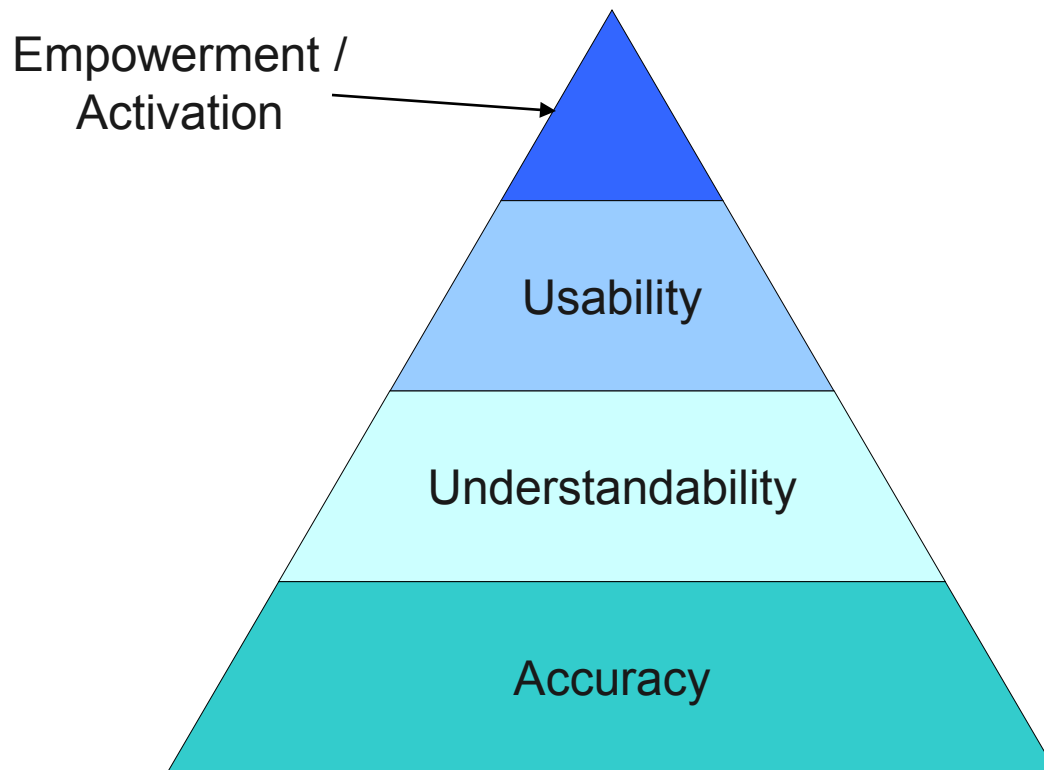 Empowerment /
Activation
Usability
Understandability
Accuracy